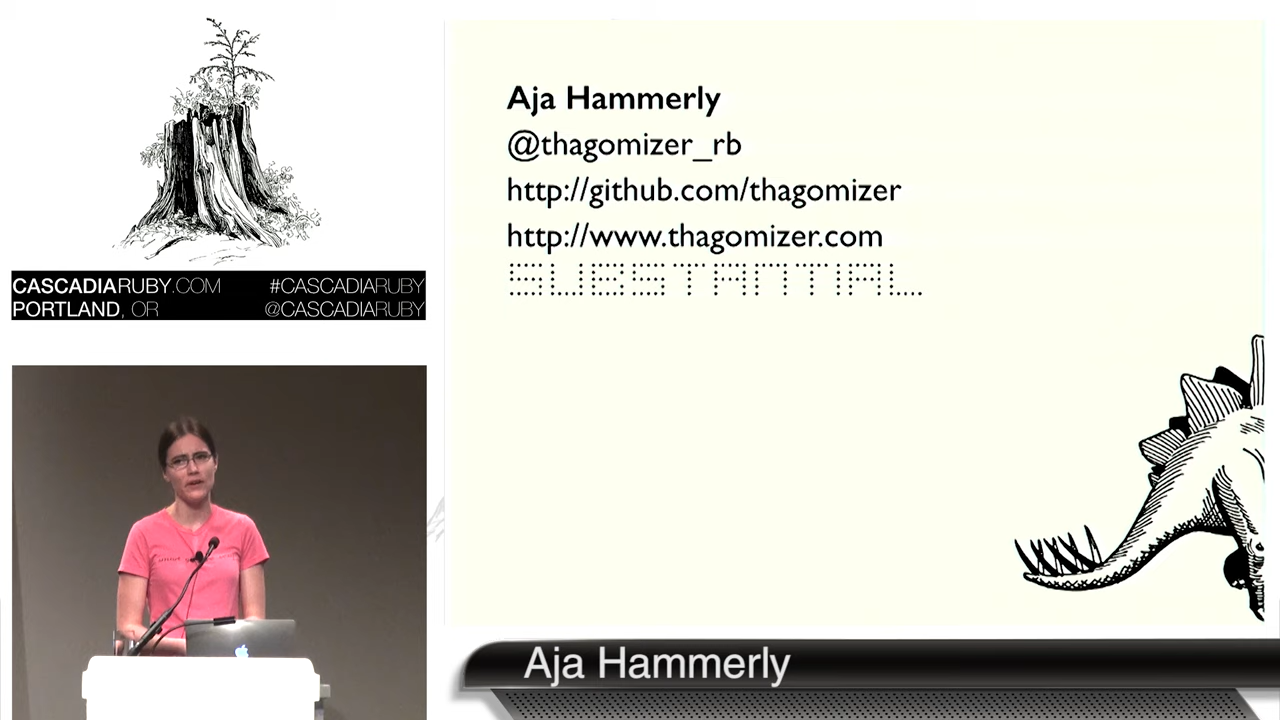 CASCADIARUBY.COM #CASCADIARUBY
PORTLAND, OR @CASCADIARUBY
Aja Hammerly
@thagomizer_rb
http://github.com/thagomizer
http://www.thagomizer.com
SUBSTANTIAL
Aja Hammerly